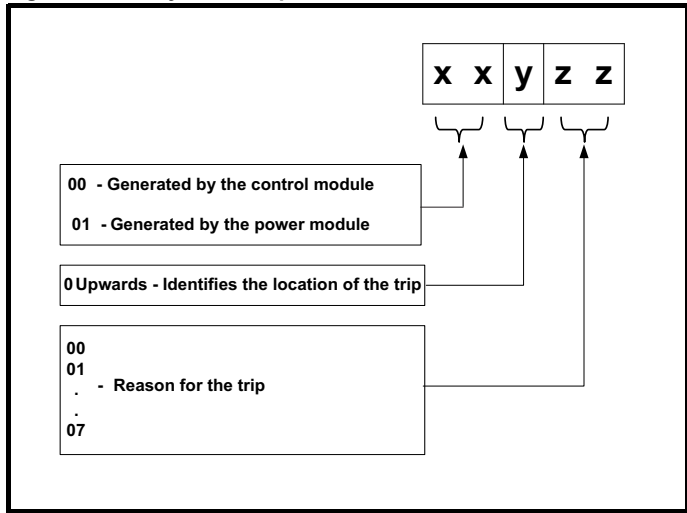 x x y z z
00 - Generated by the control module
01 - Generated by the power module
0 Upwards - Identifies the location of the trip
00
01
. - Reason for the trip
.
07